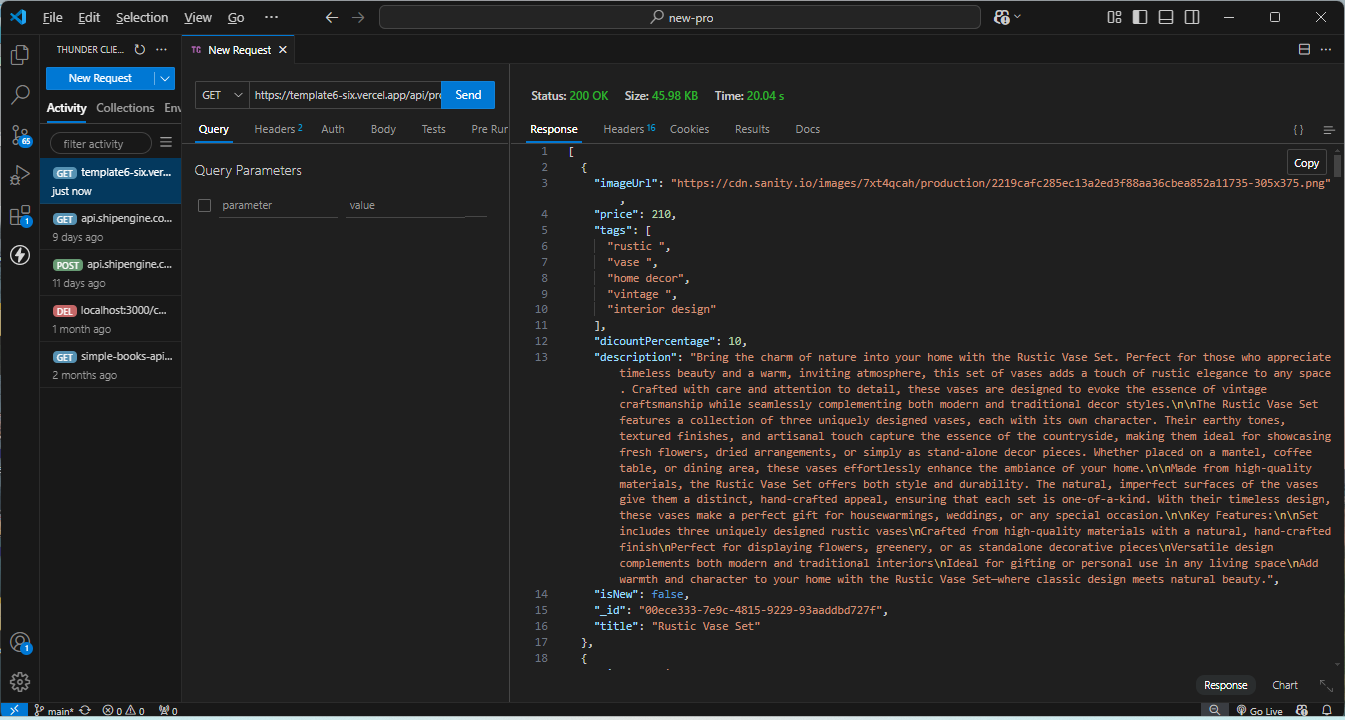 File Edit Selection View Go ··· new-pro
THUNDER CLIE... ···
New Request
Activity Collections Env
filter activity
GET template6-six.ver...
just now
GET api.shipengine.co...
9 days ago
POST api.shipengine.c...
11 days ago
DEL localhost:3000/c...
1 month ago
GET simple-books-api...
2 months ago
TC New Request
GET https://template6-six.vercel.app/api/pro Send
Query Headers 2 Auth Body Tests Pre Run
Query Parameters
parameter value
Status: 200 OK Size: 45.98 KB Time: 20.04 s
Response Headers 16 Cookies Results Docs {}
Copy
1 [
2 {
3 "imageUrl": "https://cdn.sanity.io/images/7xt4qcah/production/2219cafc285ec13a2ed3f88aa36cbea852a11735-305x375.png"
,
4 "price": 210,
5 "tags": [
6 "rustic ",
7 "vase ",
8 "home decor",
9 "vintage ",
10 "interior design"
11 ],
12 "dicountPercentage": 10,
13 "description": "Bring the charm of nature into your home with the Rustic Vase Set. Perfect for those who appreciate
timeless beauty and a warm, inviting atmosphere, this set of vases adds a touch of rustic elegance to any space
. Crafted with care and attention to detail, these vases are designed to evoke the essence of vintage
craftsmanship while seamlessly complementing both modern and traditional decor styles.\n\nThe Rustic Vase Set
features a collection of three uniquely designed vases, each with its own character. Their earthy tones,
textured finishes, and artisanal touch capture the essence of the countryside, making them ideal for showcasing
fresh flowers, dried arrangements, or simply as stand-alone decor pieces. Whether placed on a mantel, coffee
table, or dining area, these vases effortlessly enhance the ambiance of your home.\n\nMade from high-quality
materials, the Rustic Vase Set offers both style and durability. The natural, imperfect surfaces of the vases
give them a distinct, hand-crafted appeal, ensuring that each set is one-of-a-kind. With their timeless design,
these vases make a perfect gift for housewarmings, weddings, or any special occasion.\n\nKey Features:\n\nSet
includes three uniquely designed rustic vases\nCrafted from high-quality materials with a natural, hand-crafted
finish\nPerfect for displaying flowers, greenery, or as standalone decorative pieces\nVersatile design
complements both modern and traditional interiors\nIdeal for gifting or personal use in any living space\nAdd
warmth and character to your home with the Rustic Vase Set—where classic design meets natural beauty.",
14 "isNew": false,
15 "_id": "00ece333-7e9c-4815-9229-93aaddbd727f",
16 "title": "Rustic Vase Set"
17 },
18 {
Response Chart
65
1
1
main* 0 0 0 Go Live